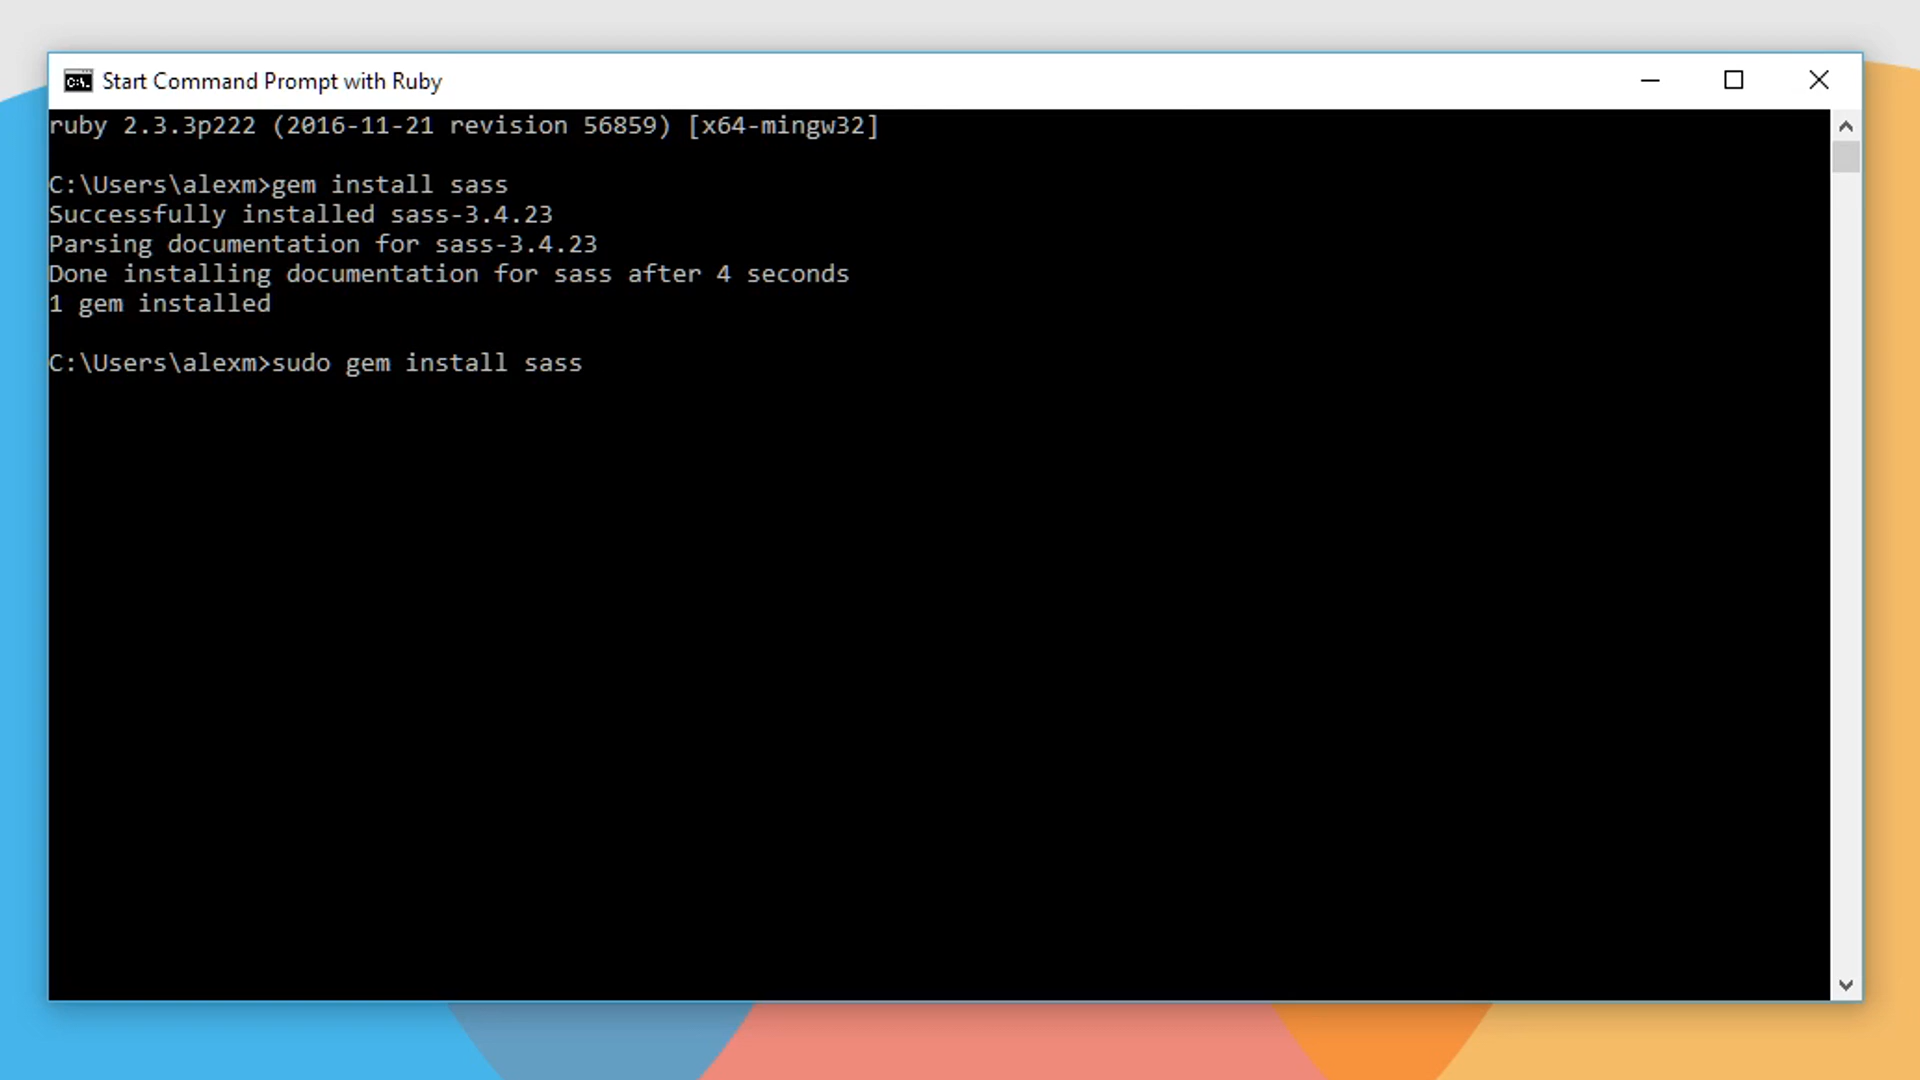 Start Command Prompt with Ruby
ruby 2.3.3p222 (2016-11-21 revision 56859) [x64-mingw32]
C:\Users\alexm>gem install sass
Successfully installed sass-3.4.23
Parsing documentation for sass-3.4.23
Done installing documentation for sass after 4 seconds
1 gem installed
C:\Users\alexm>sudo gem install sass